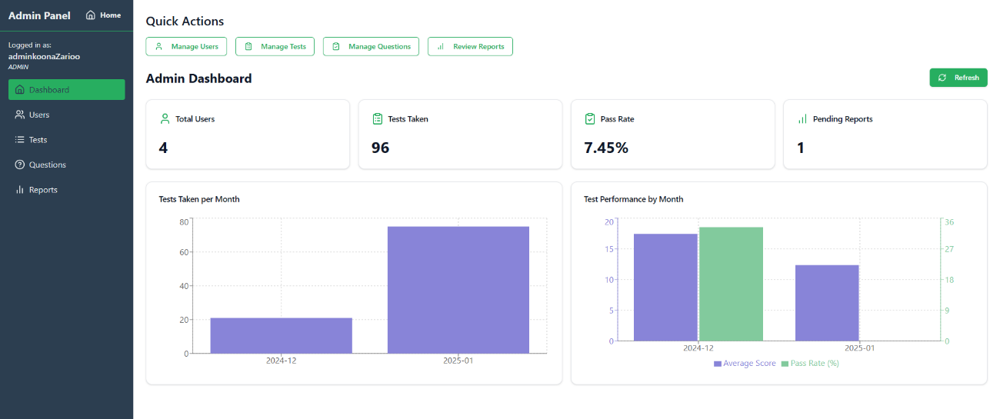 Admin Panel
Home
Logged in as:
adminkoonaZarioo
ADMIN
Dashboard
Users
Tests
Questions
Reports
Quick Actions
Manage Users
Manage Tests
Manage Questions
Review Reports
Admin Dashboard
Refresh
Total Users
4
Tests Taken
96
Pass Rate
7.45%
Pending Reports
1
Tests Taken per Month
80
60
40
20
0
2024-12
2025-01
Test Performance by Month
20
15
10
5
0
36
27
18
9
0
2024-12
2025-01
Average Score
Pass Rate (%)